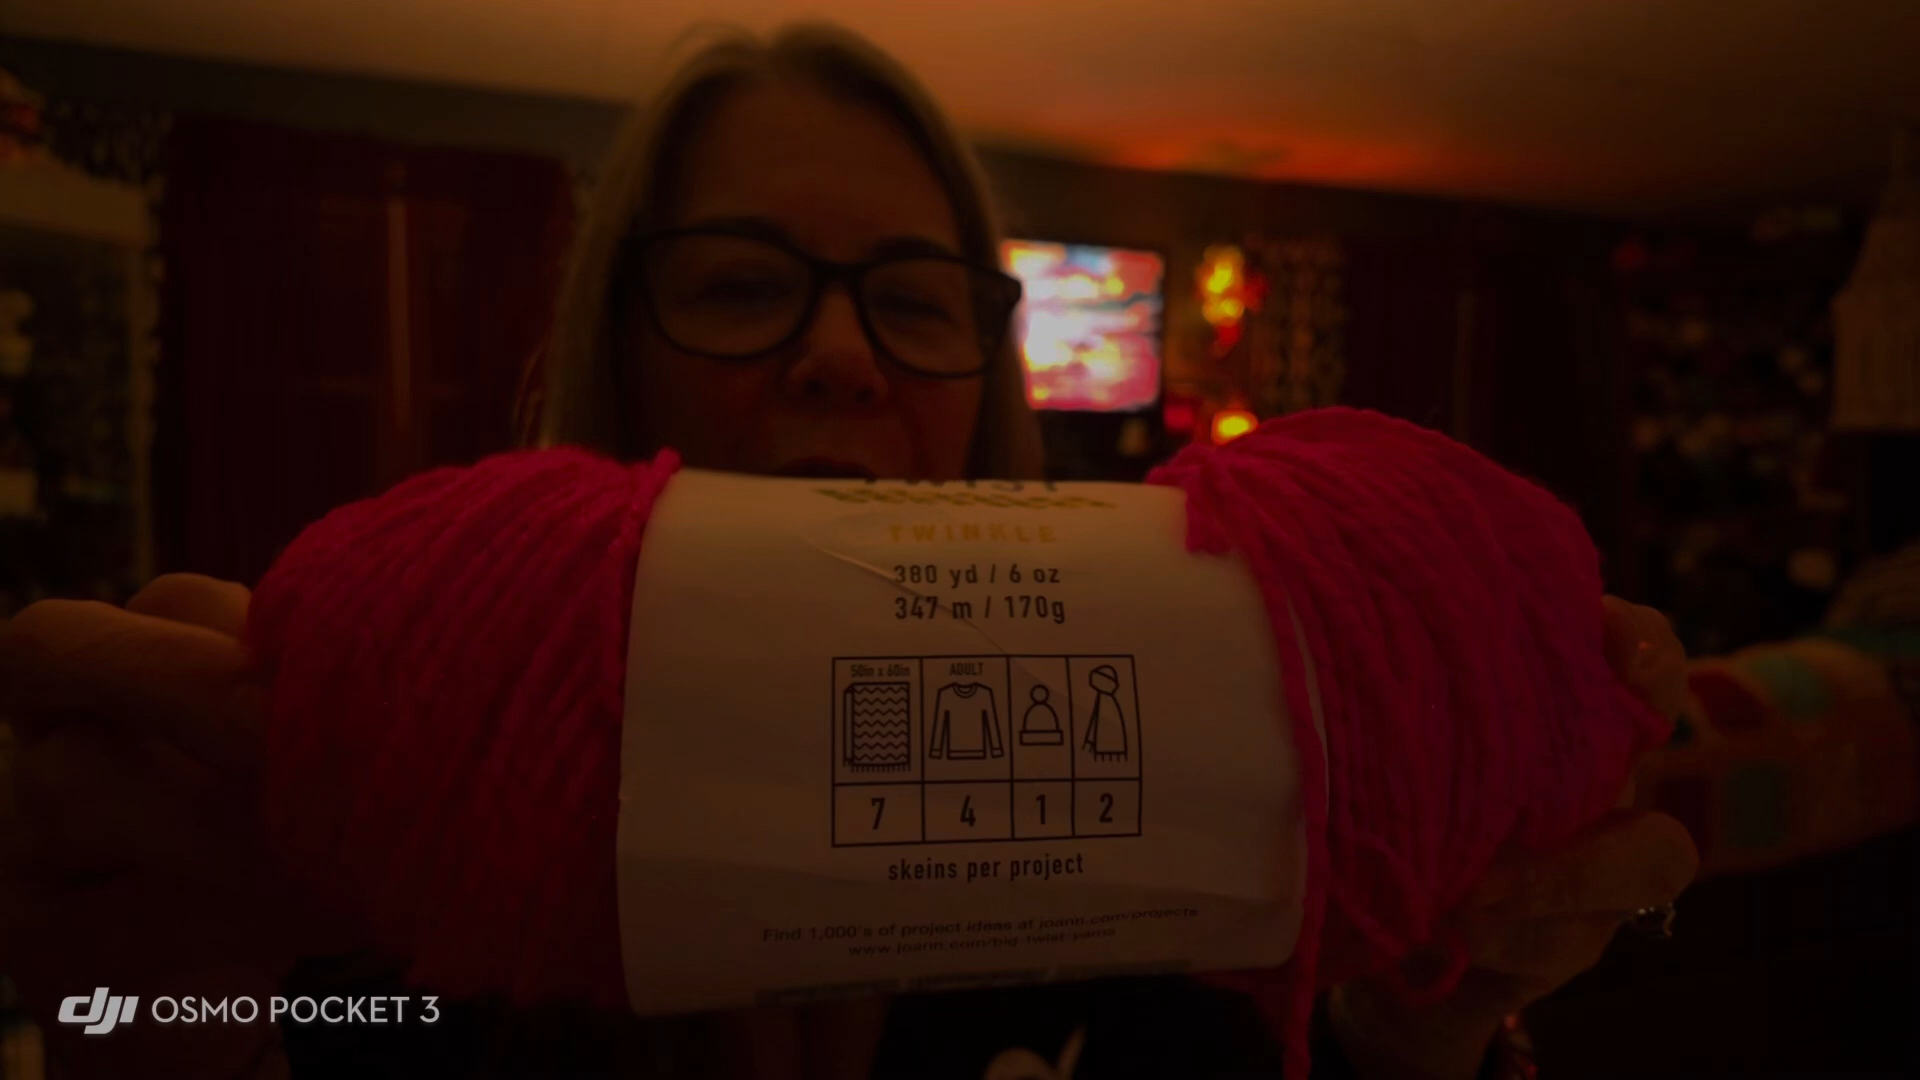 TWINKLE
380 yd / 6 oz
347 m / 170g
50in x 60in ADULT
7 4 1 2
skeins per project
Find 1,000's of project ideas at joann.com/projects
www.joann.com/big-twist-yarns
dji OSMO POCKET 3